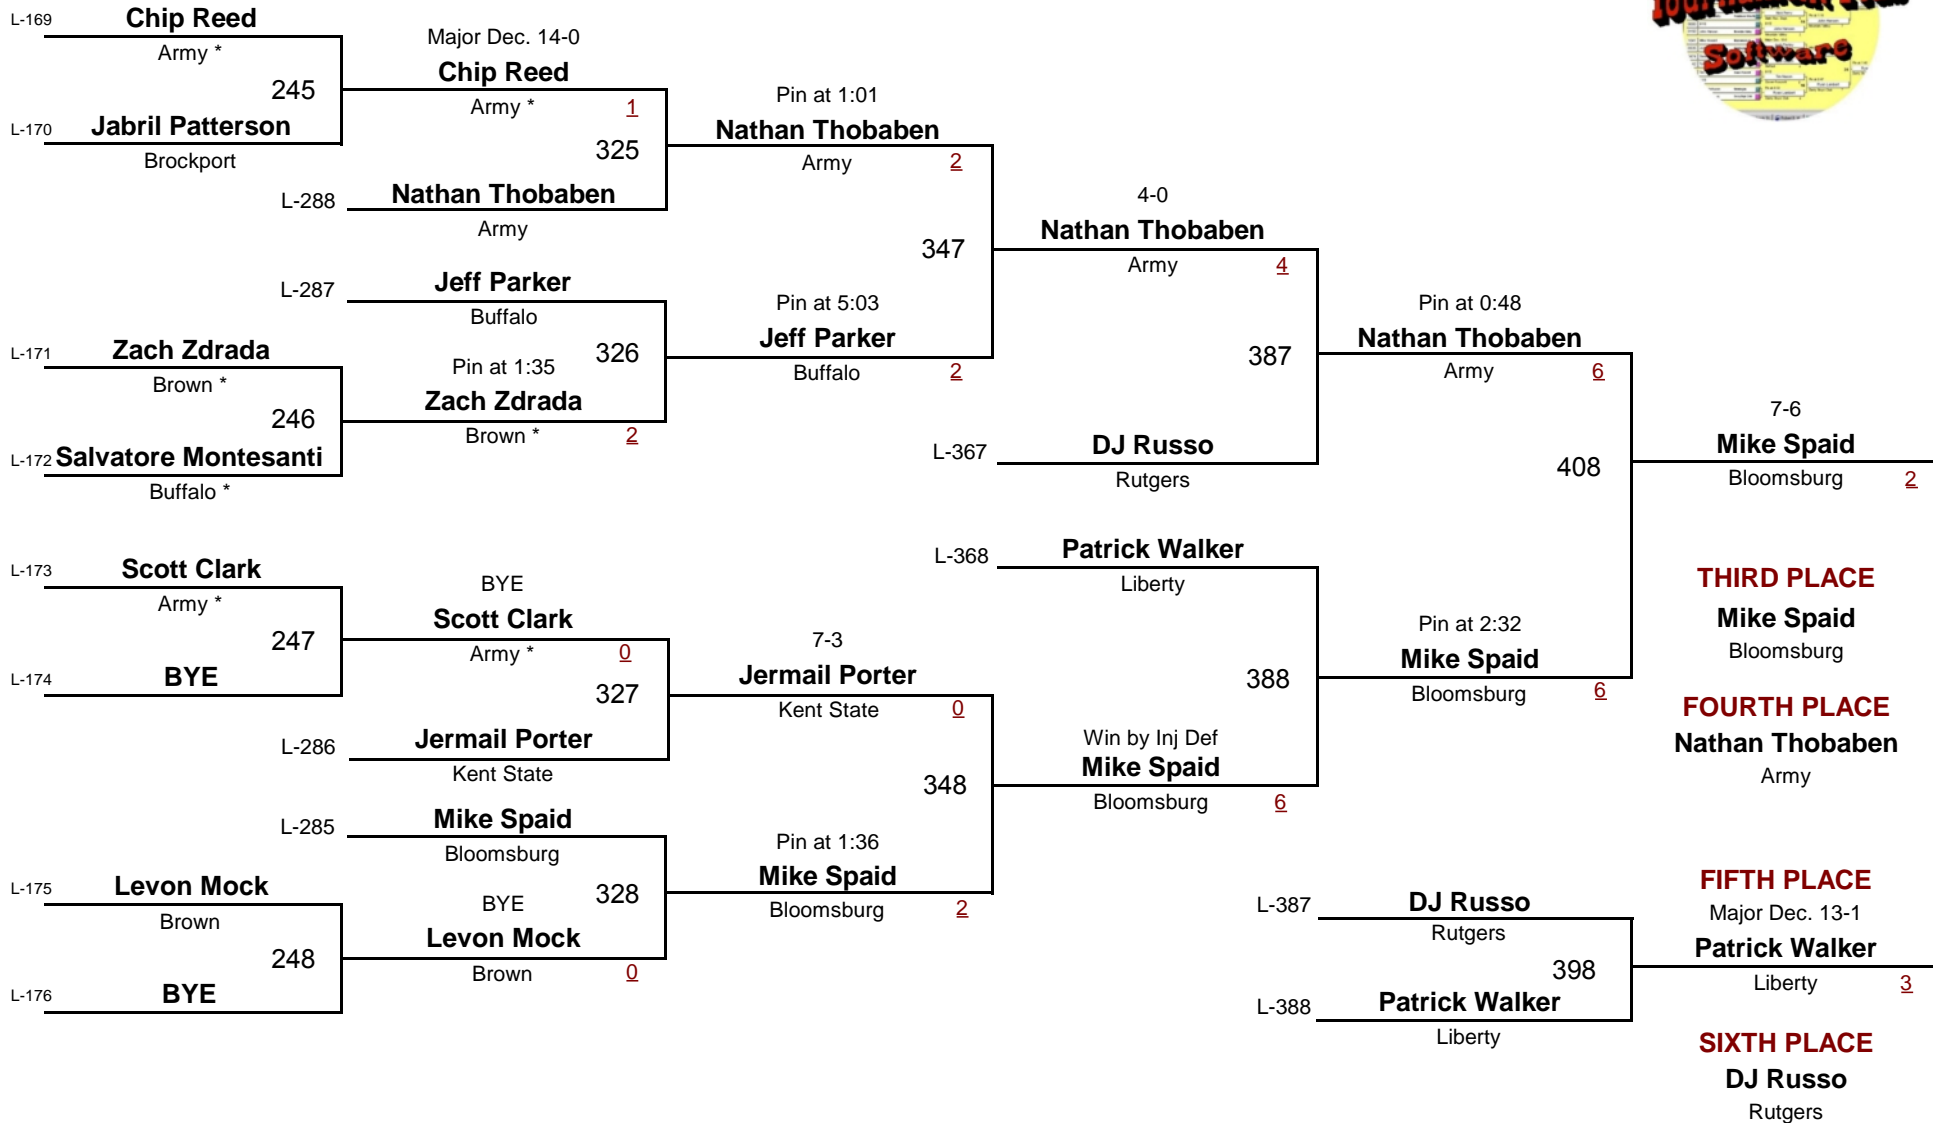 Software
L-169
Chip Reed
Army *
245
L-170
Jabril Patterson
Brockport
Major Dec. 14-0
Chip Reed
Army *
1
325
L-288
Nathan Thobaben
Army
Pin at 1:01
Nathan Thobaben
Army
2
L-287
Jeff Parker
Buffalo
326
L-171
Zach Zdrada
Brown *
246
L-172
Salvatore Montesanti
Buffalo *
Pin at 1:35
Zach Zdrada
Brown *
2
347
Pin at 5:03
Jeff Parker
Buffalo
2
4-0
Nathan Thobaben
Army
4
387
L-367
DJ Russo
Rutgers
Pin at 0:48
Nathan Thobaben
Army
6
408
7-6
Mike Spaid
Bloomsburg
2
L-173
Scott Clark
Army *
247
L-174
BYE
BYE
Scott Clark
Army *
0
327
L-286
Jermail Porter
Kent State
7-3
Jermail Porter
Kent State
0
L-285
Mike Spaid
Bloomsburg
328
L-175
Levon Mock
Brown
248
L-176
BYE
BYE
Levon Mock
Brown
0
348
Pin at 1:36
Mike Spaid
Bloomsburg
2
L-368
Patrick Walker
Liberty
388
Win by Inj Def
Mike Spaid
Bloomsburg
6
Pin at 2:32
Mike Spaid
Bloomsburg
6
THIRD PLACE
Mike Spaid
Bloomsburg
FOURTH PLACE
Nathan Thobaben
Army
L-387
DJ Russo
Rutgers
398
L-388
Patrick Walker
Liberty
FIFTH PLACE
Major Dec. 13-1
Patrick Walker
Liberty
3
SIXTH PLACE
DJ Russo
Rutgers